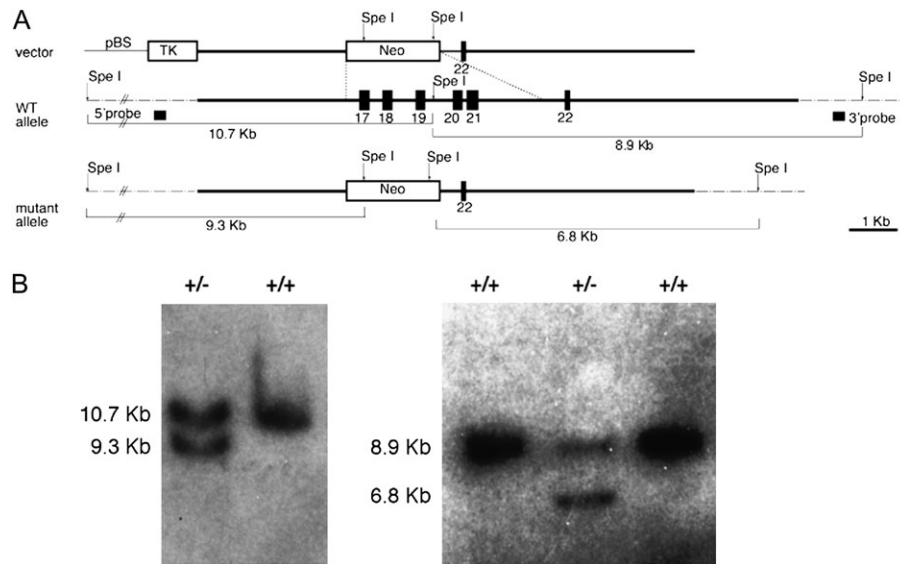 A
Spe I Spe I
vector pBS TK Neo
22
Spe I Spe I Spe I
WT allele
5'probe 17 18 19 20 21 22 3'probe
10.7 Kb 8.9 Kb
Spe I Spe I Spe I Spe I
Neo
mutant allele
22
9.3 Kb 6.8 Kb 1 Kb
B
+/- +/+ +/+ +/- +/+
10.7 Kb
9.3 Kb
8.9 Kb
6.8 Kb